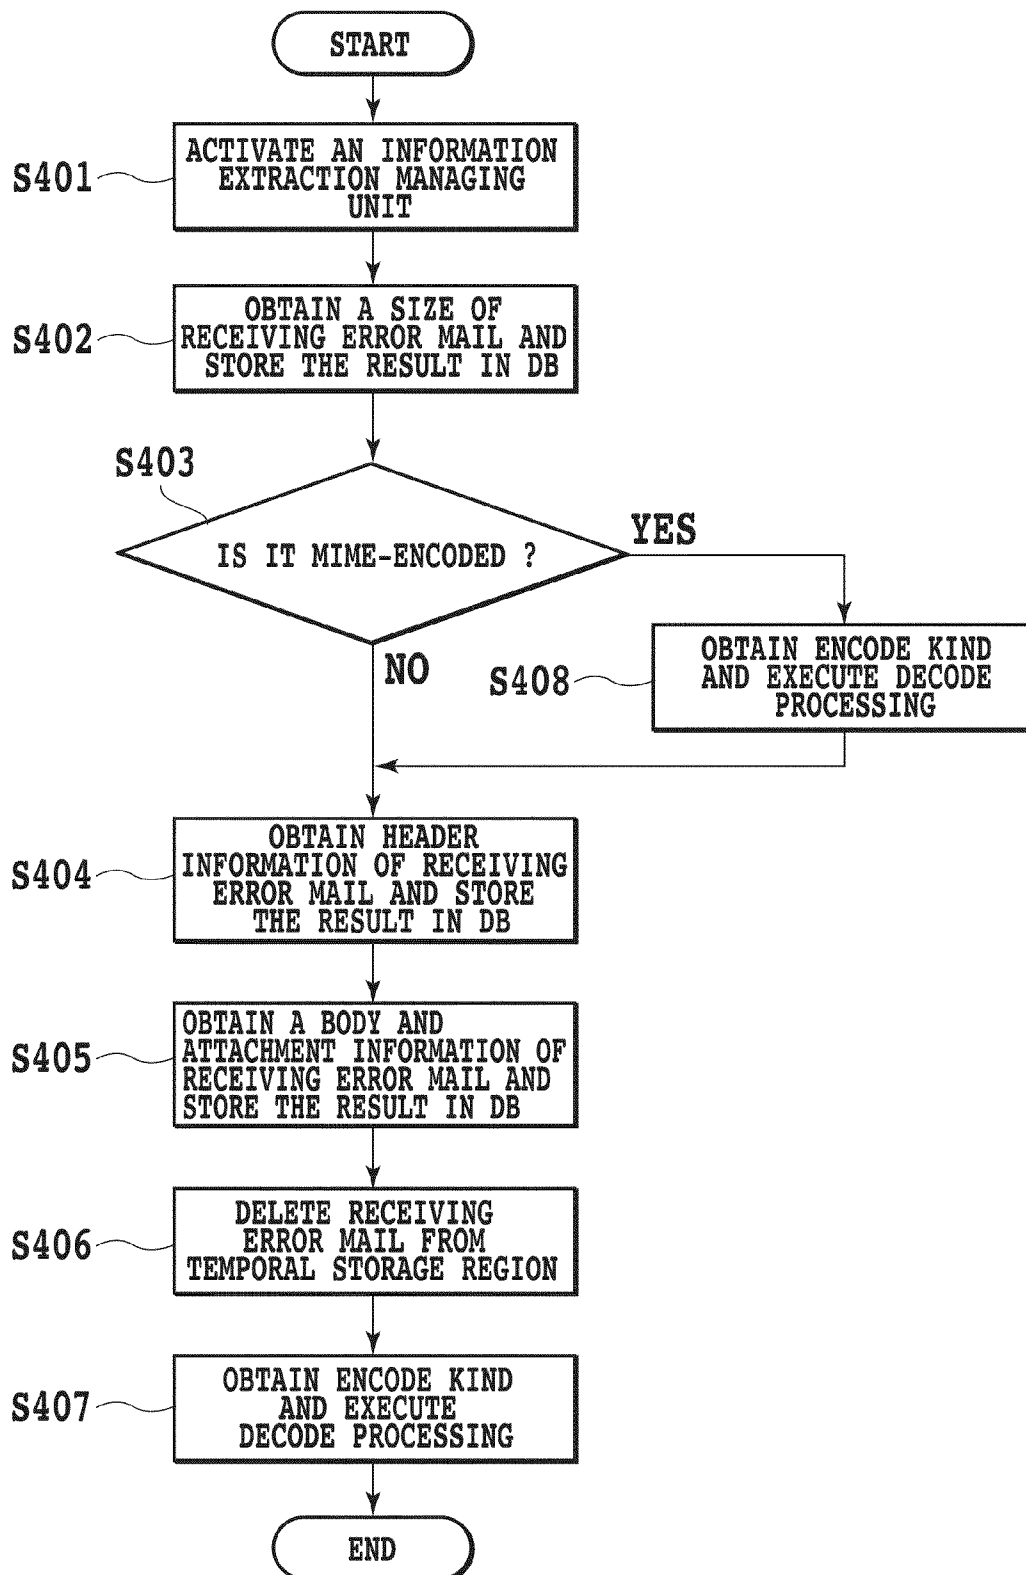 START
S401
ACTIVATE AN INFORMATION
EXTRACTION MANAGING
UNIT
S402
OBTAIN A SIZE OF
RECEIVING ERROR MAIL AND
STORE THE RESULT IN DB
S403
IS IT MIME-ENCODED ?
YES
NO
S408
OBTAIN ENCODE KIND
AND EXECUTE DECODE
PROCESSING
S404
OBTAIN HEADER
INFORMATION OF RECEIVING
ERROR MAIL AND STORE
THE RESULT IN DB
S405
OBTAIN A BODY AND
ATTACHMENT INFORMATION OF
RECEIVING ERROR MAIL AND
STORE THE RESULT IN DB
S406
DELETE RECEIVING
ERROR MAIL FROM
TEMPORAL STORAGE REGION
S407
OBTAIN ENCODE KIND
AND EXECUTE
DECODE PROCESSING
END